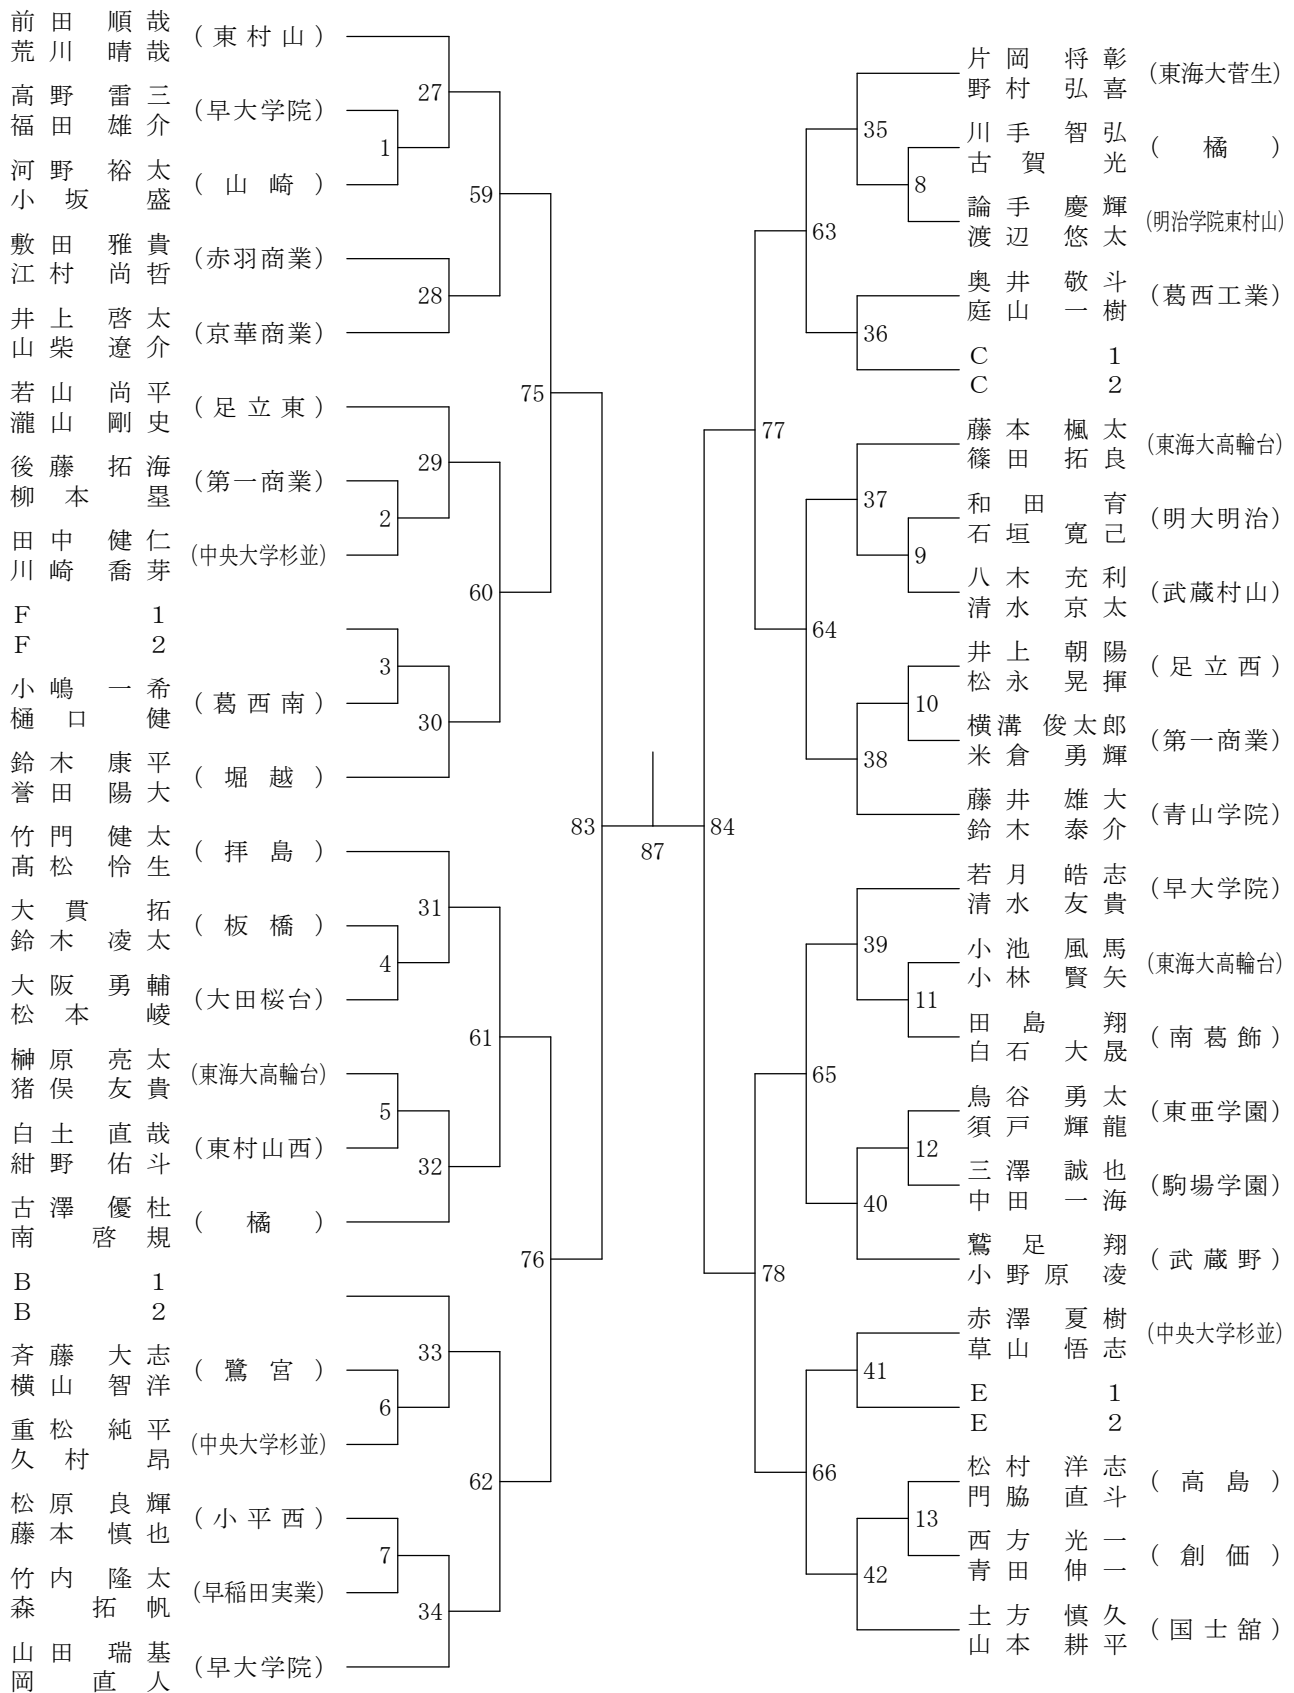 前田 順哉
荒川 晴哉
(東村山)
高野 雷三
福田 雄介
(早大学院)
河野 裕太
小坂 盛
(山崎)
敷田 雅貴
江村 尚哲
(赤羽商業)
井上 啓太
山柴 遼介
(京華商業)
若山 尚平
瀧山 剛史
(足立東)
後藤 拓海
柳本 塁
(第一商業)
田中 健仁
川崎 喬芽
(中央大学杉並)
F 1
F 2
小嶋 一希
樋口 健
(葛西南)
鈴木 康平
誉田 陽大
(堀越)
竹門 健太
髙松 怜生
(拝島)
大貫 拓
鈴木 凌太
(板橋)
大阪 勇輔
松本 崚
(大田桜台)
榊原 亮太
猪俣 友貴
(東海大高輪台)
白土 直哉
紺野 佑斗
(東村山西)
古澤 優杜
南 啓規
(橘)
B 1
B 2
斉藤 大志
横山 智洋
(鷺宮)
重松 純平
久村 昂
(中央大学杉並)
松原 良輝
藤本 慎也
(小平西)
竹内 隆太
森 拓帆
(早稲田実業)
山田 瑞基
岡 直人
(早大学院)
27
1
59
28
75
29
2
60
3
30
83
31
4
61
5
32
76
33
6
62
7
34
87
84
片岡 将彰
野村 弘喜
(東海大菅生)
川手 智弘
古賀 光
(橘)
論手 慶輝
渡辺 悠太
(明治学院東村山)
奥井 敬斗
庭山 一樹
(葛西工業)
C 1
C 2
藤本 楓太
篠田 拓良
(東海大高輪台)
和田 育
石垣 寛己
(明大明治)
八木 充利
清水 京太
(武蔵村山)
井上 朝陽
松永 晃揮
(足立西)
横溝 俊太郎
米倉 勇輝
(第一商業)
藤井 雄大
鈴木 泰介
(青山学院)
若月 皓志
清水 友貴
(早大学院)
小池 風馬
小林 賢矢
(東海大高輪台)
田島 翔
白石 大晟
(南葛飾)
鳥谷 勇太
須戸 輝龍
(東亜学園)
三澤 誠也
中田 一海
(駒場学園)
鷲足 翔
小野原 凌
(武蔵野)
赤澤 夏樹
草山 悟志
(中央大学杉並)
E 1
E 2
松村 洋志
門脇 直斗
(高島)
西方 光一
青田 伸一
(創価)
土方 慎久
山本 耕平
(国士舘)
35
8
63
36
77
37
9
64
10
38
39
11
65
12
40
78
41
66
13
42